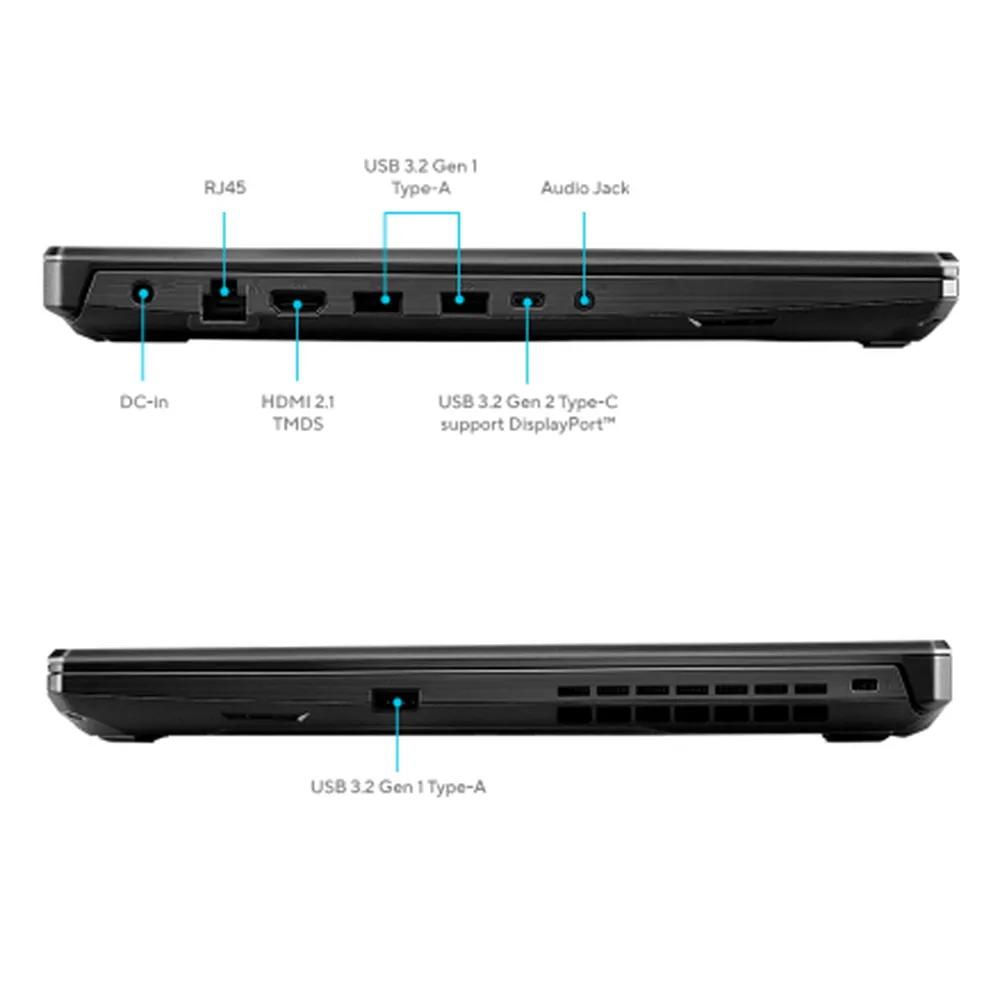 USB 3.2 Gen 1
Type-A
RJ45
Audio Jack
DC-in
HDMI 2.1
TMDS
USB 3.2 Gen 2 Type-C
support DisplayPort™
USB 3.2 Gen 1 Type-A